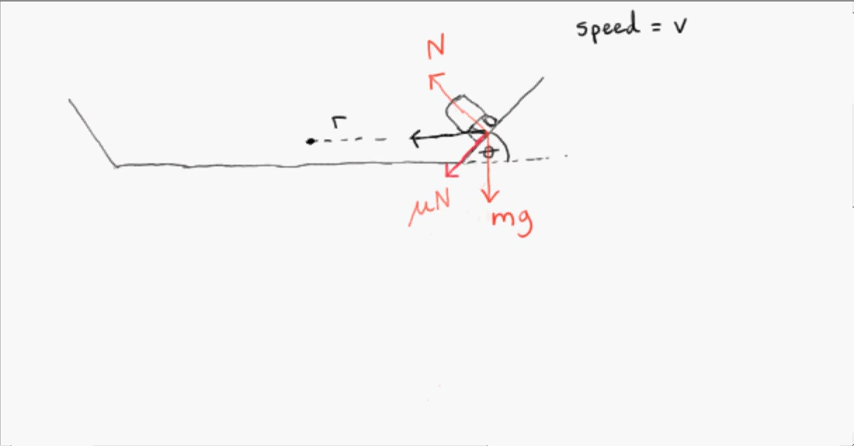 speed = v
N
r
θ
μN
mg